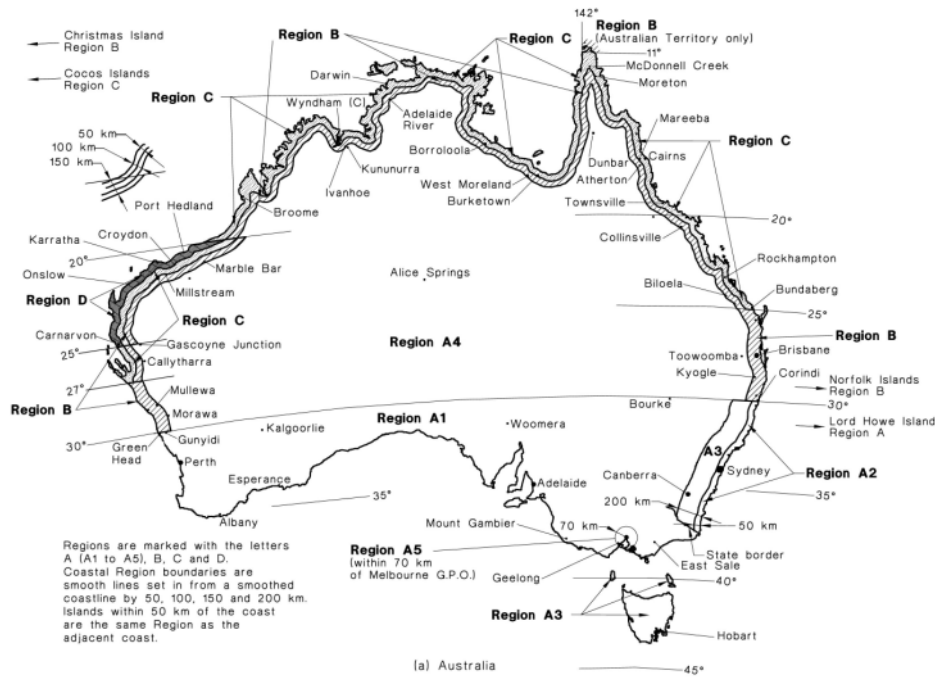 142°
Christmas Island
Region B
Cocos Islands
Region C
Region B
Region C
Region B
(Australian Territory only)
11°
McDonnell Creek
Moreton
Darwin
Region C
Wyndham (C)
Adelaide
River
Mareeba
Region C
50 km
100 km
150 km
Borroloola
Cairns
Kununurra
Dunbar
Atherton
Ivanhoe
West Moreland
Burketown
Port Hedland
Broome
Townsville
20°
Croydon
Collinsville
Karratha
20°
Marble Bar
Rockhampton
Onslow
Alice Springs
Biloela
Millstream
Bundaberg
Region D
25°
Region C
Carnarvon
Gascoyne Junction
Region A4
Region B
25°
Callytharra
Toowoomba
Brisbane
Kyogle
Corindi
27°
Mullewa
Norfolk Islands
Region B
Region B
Bourke
30°
Morawa
Region A1
Woomera
Lord Howe Island
Region A
30°
Gunyidi
Kalgoorlie
Green
Head
A3
Perth
Region A2
Sydney
Canberra
Esperance
Adelaide
35°
35°
200 km
Albany
Mount Gambier
70 km
50 km
Region A5
(within 70 km
of Melbourne G.P.O.)
State border
East Sale
Geelong
40°
Region A3
Hobart
Regions are marked with the letters
A (A1 to A5), B, C and D.
Coastal Region boundaries are
smooth lines set in from a smoothed
coastline by 50, 100, 150 and 200 km.
Islands within 50 km of the coast
are the same Region as the
adjacent coast.
(a) Australia
45°